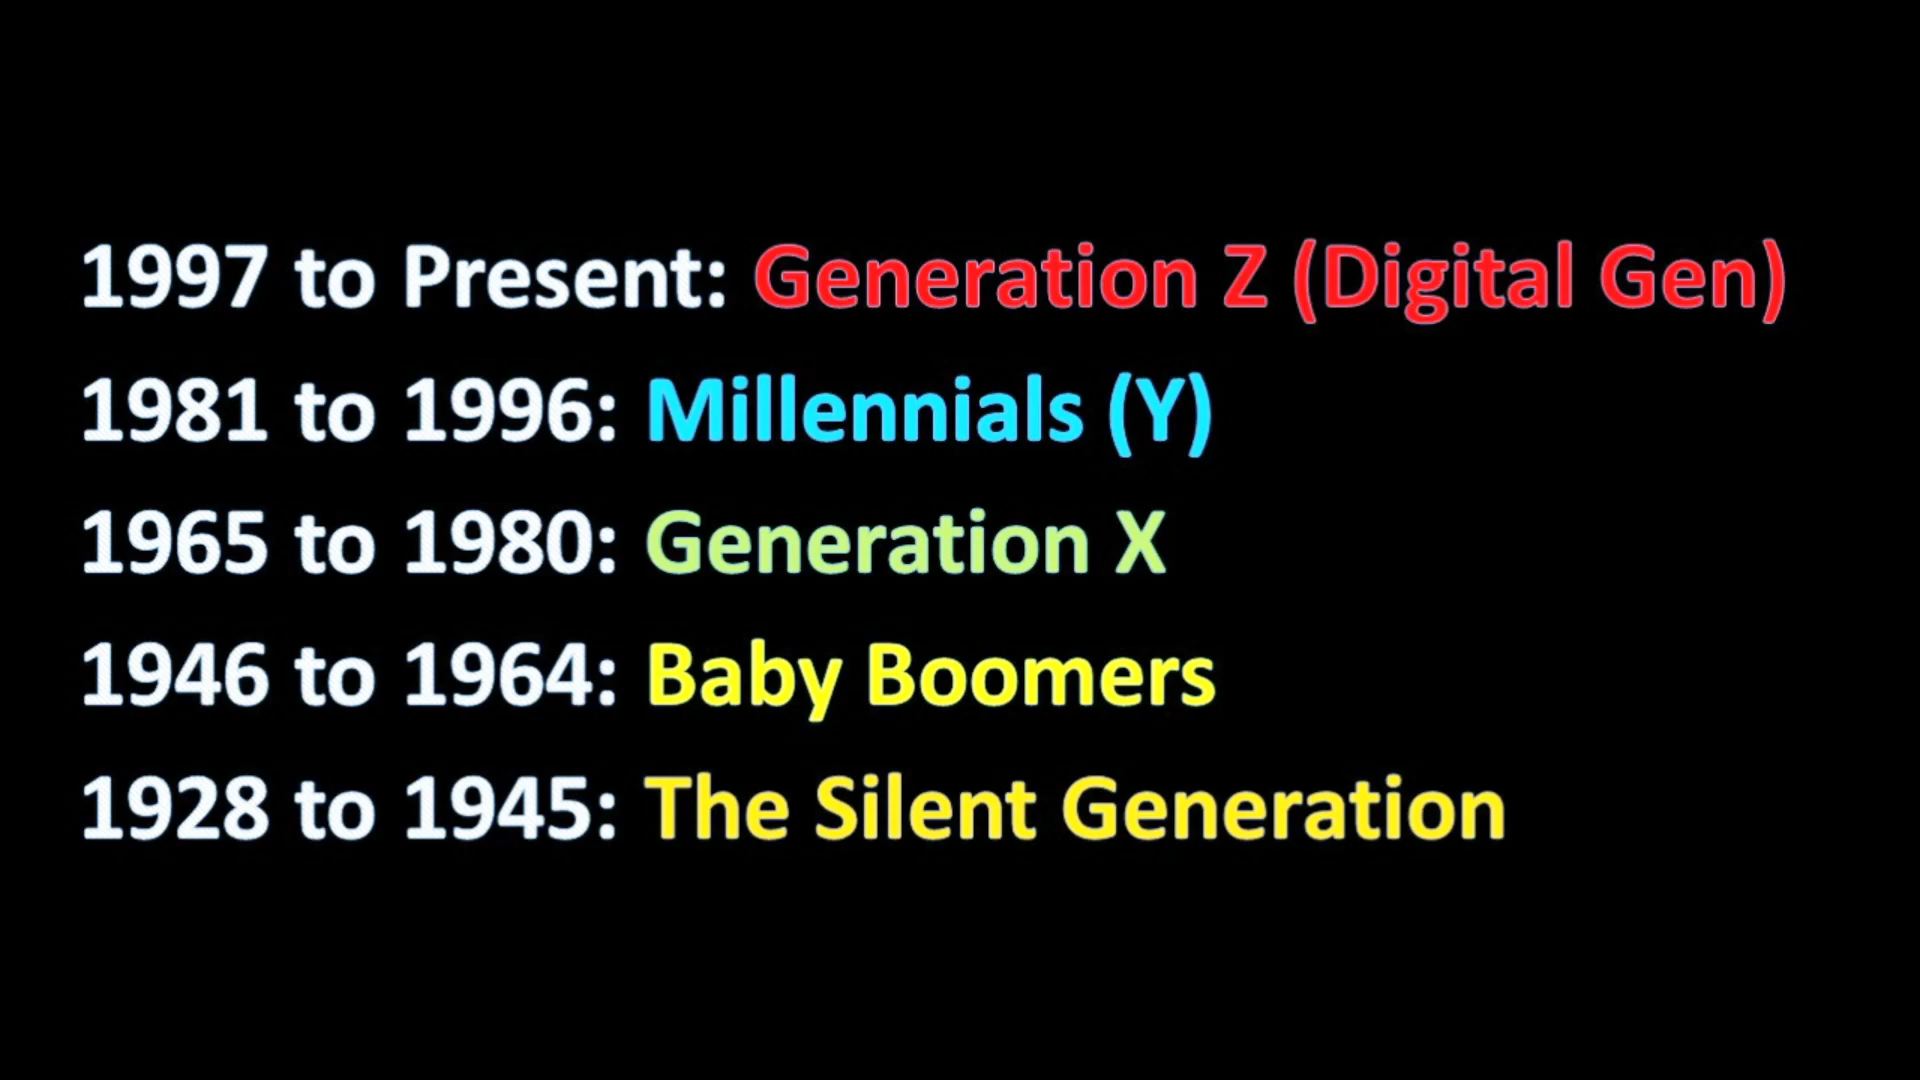 1997 to Present: Generation Z (Digital Gen)
1981 to 1996: Millennials (Y)
1965 to 1980: Generation X
1946 to 1964: Baby Boomers
1928 to 1945: The Silent Generation